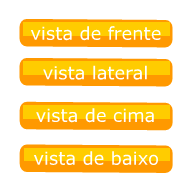 vista de frente
vista lateral
vista de cima
vista de baixo